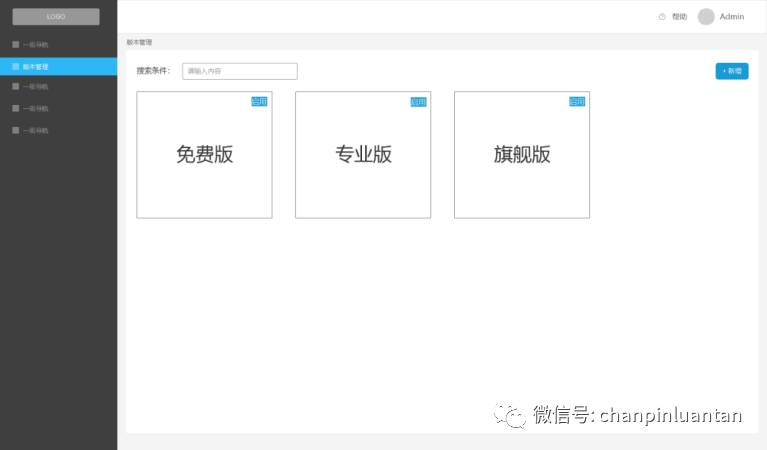 LOGO
帮助
Admin
一级导航
版本管理
一级导航
一级导航
一级导航
版本管理
搜索条件：
请输入内容
+ 新增
启用
启用
启用
免费版
专业版
旗舰版
微信号: chanpinluantan